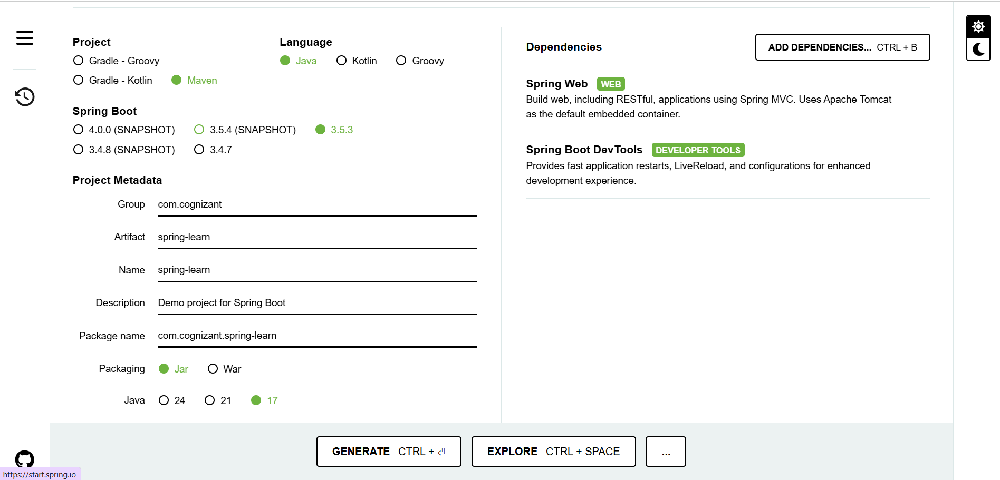 Project
Gradle - Groovy
Gradle - Kotlin Maven
Language
Java Kotlin Groovy
Spring Boot
4.0.0 (SNAPSHOT) 3.5.4 (SNAPSHOT) 3.5.3
3.4.8 (SNAPSHOT) 3.4.7
Project Metadata
Group com.cognizant
Artifact spring-learn
Name spring-learn
Description Demo project for Spring Boot
Package name com.cognizant.spring-learn
Packaging Jar War
Java 24 21 17
Dependencies ADD DEPENDENCIES... CTRL + B
Spring Web WEB
Build web, including RESTful, applications using Spring MVC. Uses Apache Tomcat
as the default embedded container.
Spring Boot DevTools DEVELOPER TOOLS
Provides fast application restarts, LiveReload, and configurations for enhanced
development experience.
GENERATE CTRL + ⏎ EXPLORE CTRL + SPACE ...
https://start.spring.io